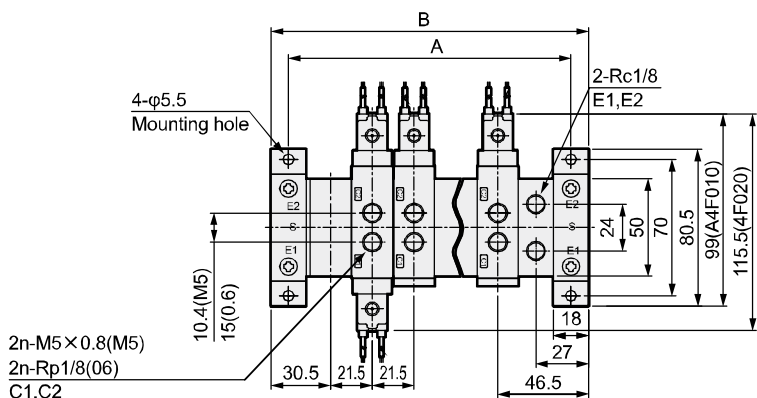 B
A
4-φ5.5
Mounting hole
2-Rc1/8
E1,E2
E2
S
E1
E2
S
E1
24
50
70
80.5
99(A4F010)
115.5(4F020)
10.4(M5)
15(0.6)
18
27
46.5
30.5
21.5
21.5
2n-M5×0.8(M5)
2n-Rp1/8(06)
C1,C2